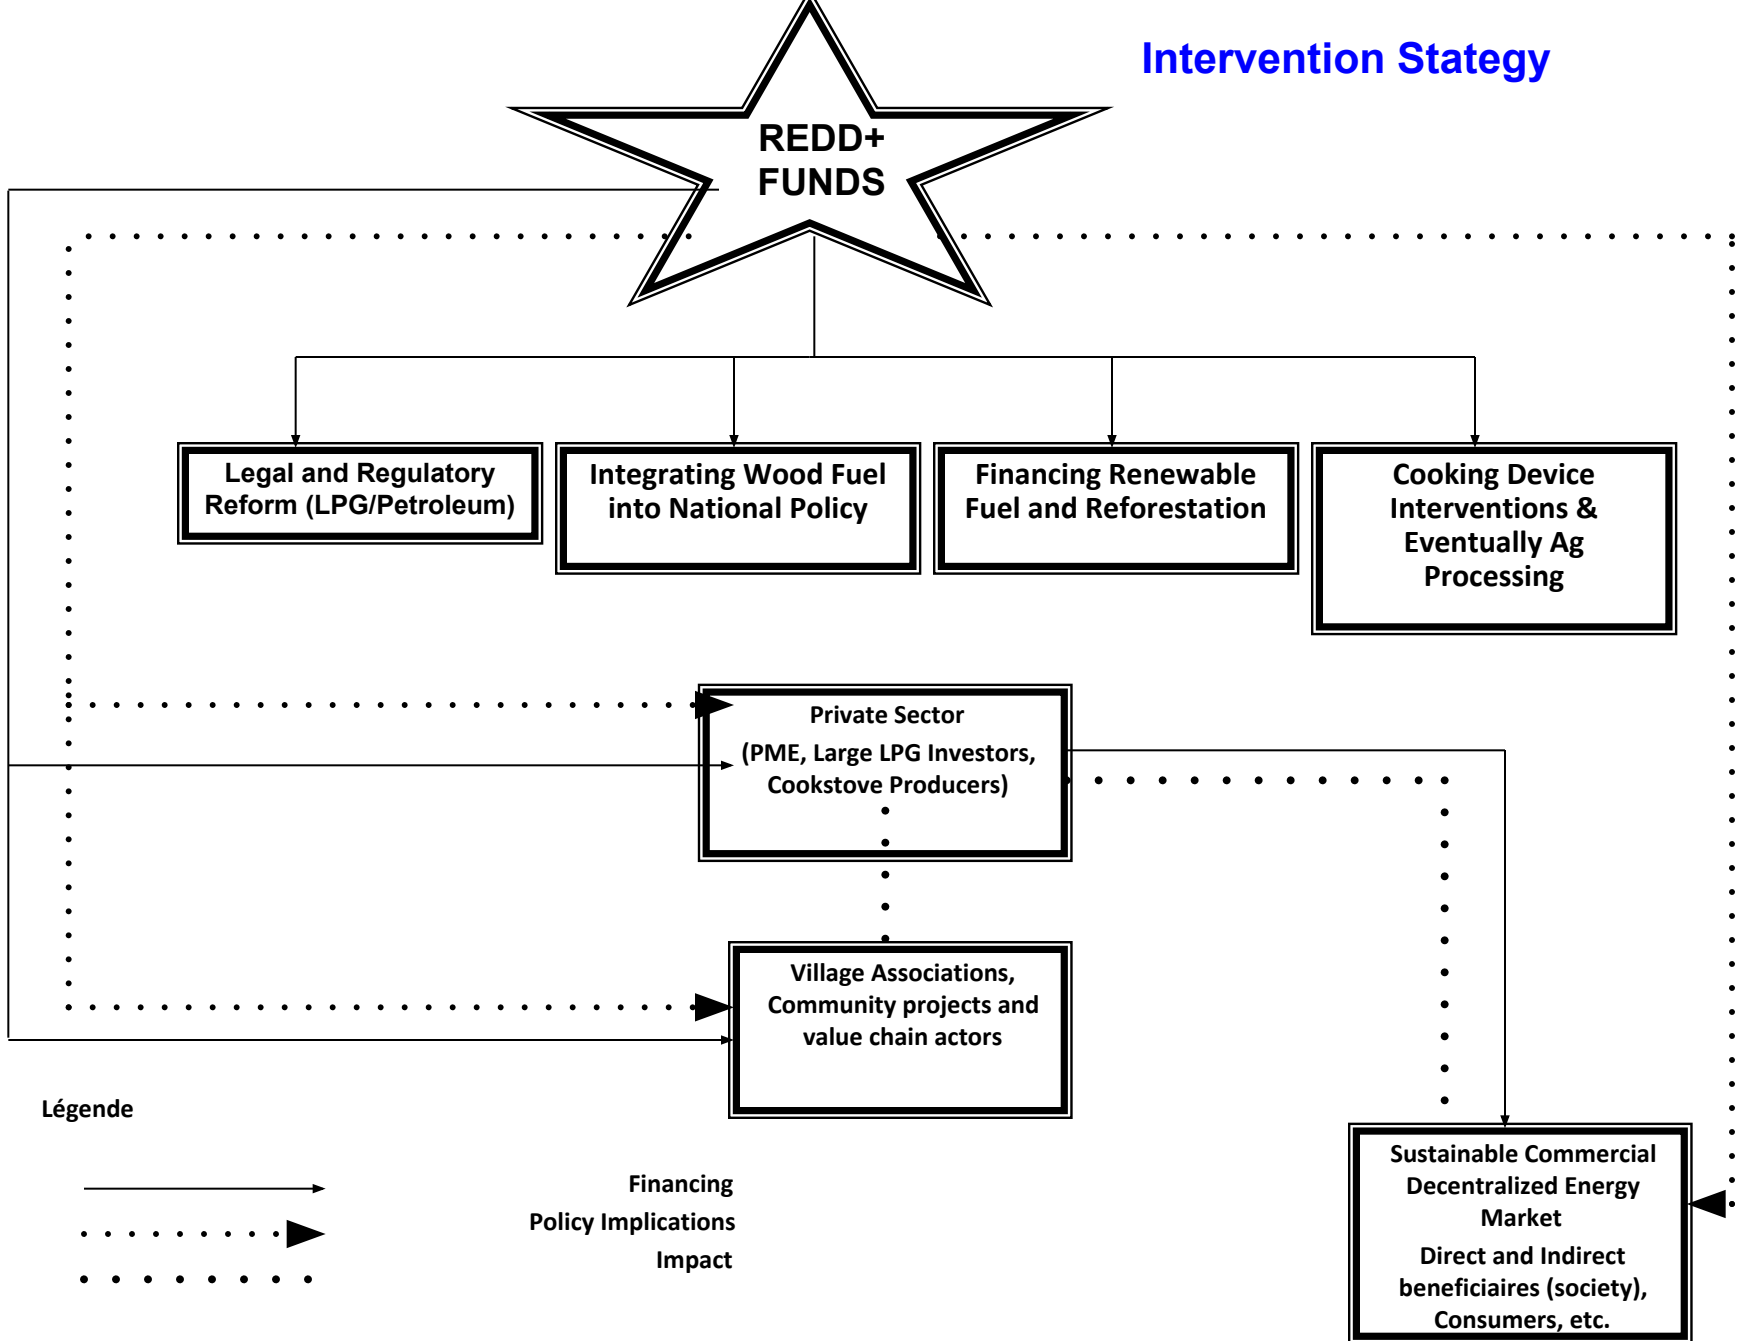 Intervention Stategy
REDD+
FUNDS
Legal and Regulatory
Reform (LPG/Petroleum)
Integrating Wood Fuel
into National Policy
Financing Renewable
Fuel and Reforestation
Cooking Device
Interventions &
Eventually Ag
Processing
Private Sector
(PME, Large LPG Investors,
Cookstove Producers)
Village Associations,
Community projects and
value chain actors
Légende
Financing
Policy Implications
Impact
Sustainable Commercial
Decentralized Energy
Market
Direct and Indirect
beneficiaires (society),
Consumers, etc.